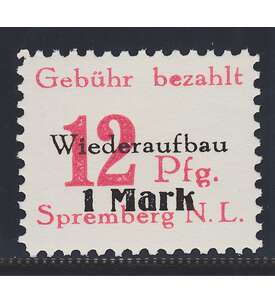 Gebühr bezahlt
12 Pfg.
Wiederaufbau
1 Mark
Spremberg N. L.